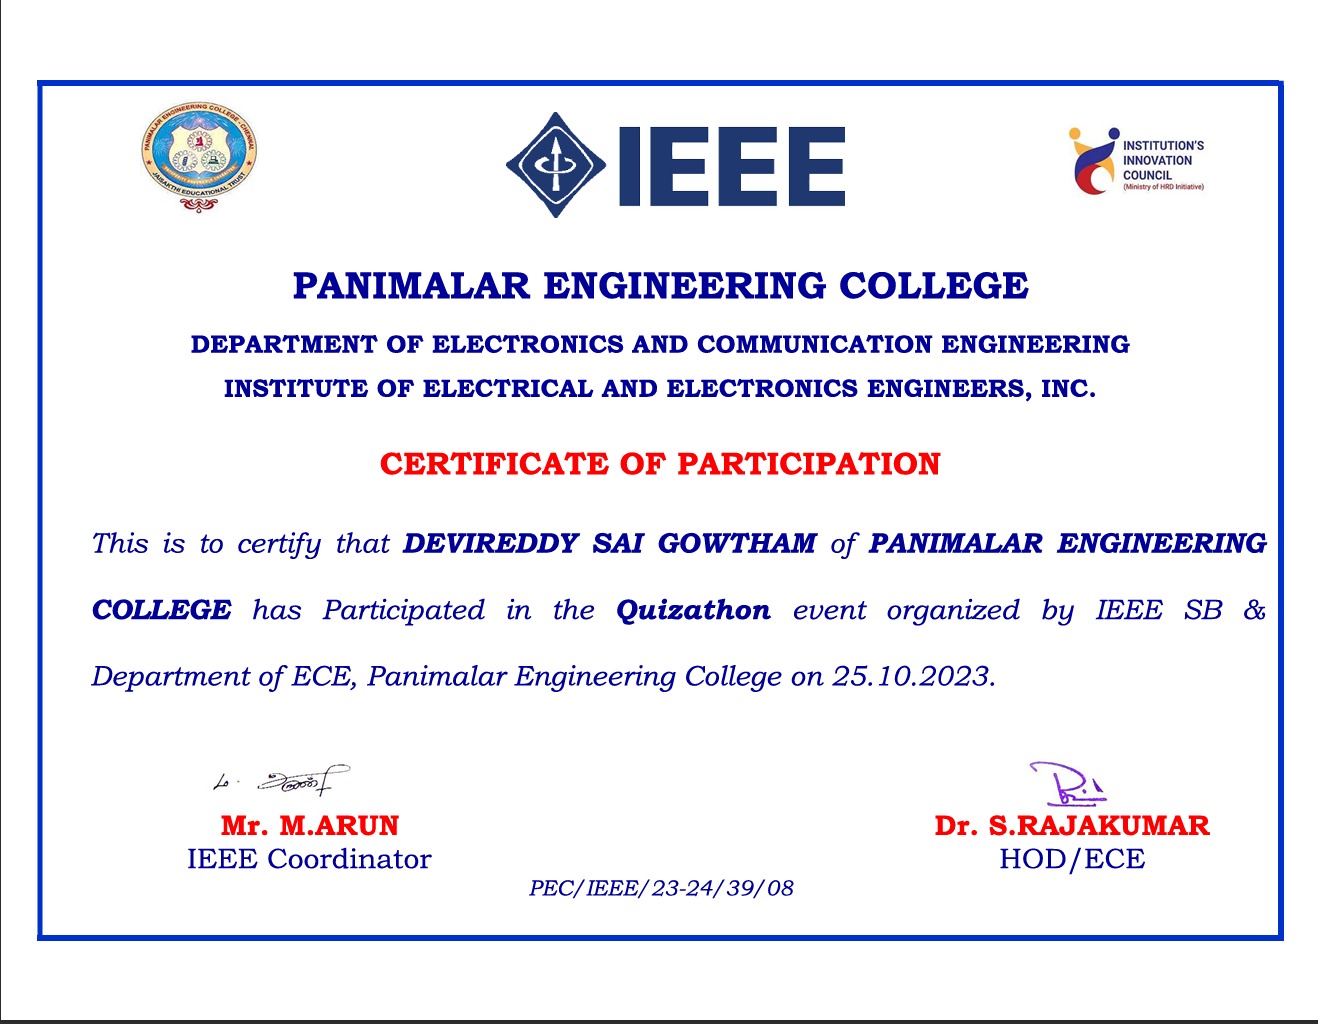 PANIMALAR ENGINEERING COLLEGE - CHENNAI
JAISAKTHI EDUCATIONAL TRUST
IEEE
INSTITUTION'S
INNOVATION
COUNCIL
(Ministry of HRD Initiative)
PANIMALAR ENGINEERING COLLEGE
DEPARTMENT OF ELECTRONICS AND COMMUNICATION ENGINEERING
INSTITUTE OF ELECTRICAL AND ELECTRONICS ENGINEERS, INC.
CERTIFICATE OF PARTICIPATION
This is to certify that DEVIREDDY SAI GOWTHAM of PANIMALAR ENGINEERING
COLLEGE has Participated in the Quizathon event organized by IEEE SB &
Department of ECE, Panimalar Engineering College on 25.10.2023.
Mr. M.ARUN
IEEE Coordinator
Dr. S.RAJAKUMAR
HOD/ECE
PEC/IEEE/23-24/39/08